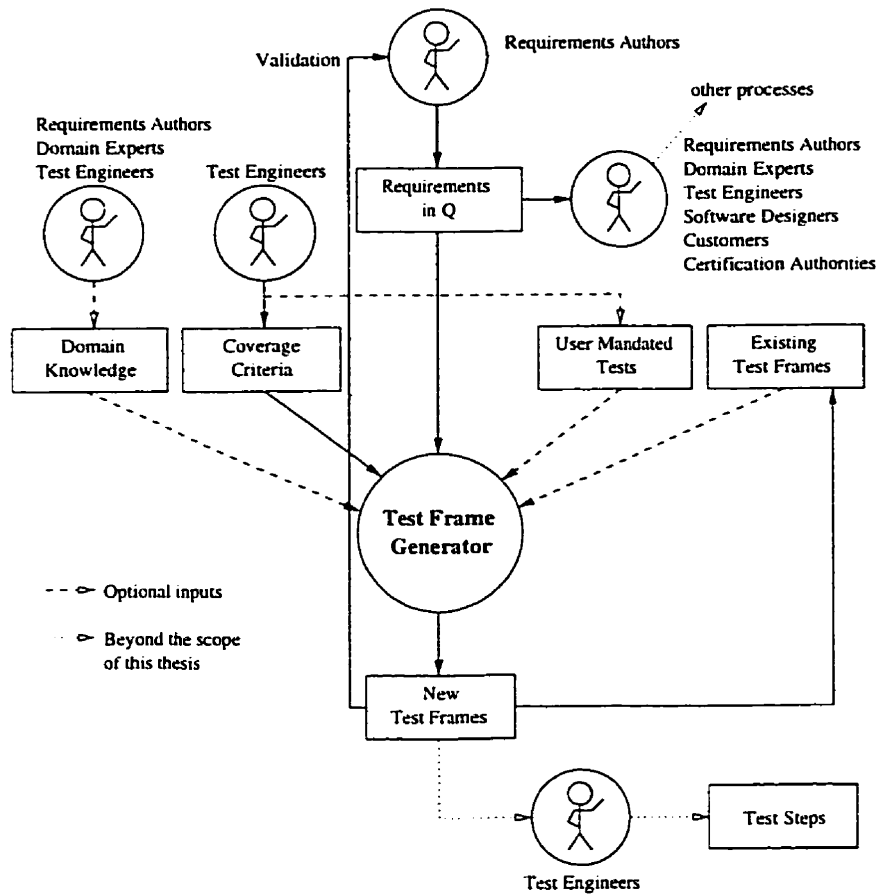 Requirements Authors
Validation
other processes
Requirements Authors
Domain Experts
Test Engineers
Test Engineers
Requirements
in Q
Requirements Authors
Domain Experts
Test Engineers
Software Designers
Customers
Certification Authorities
Domain
Knowledge
Coverage
Criteria
User Mandated
Tests
Existing
Test Frames
Test Frame
Generator
Optional inputs
Beyond the scope
of this thesis
New
Test Frames
Test Steps
Test Engineers